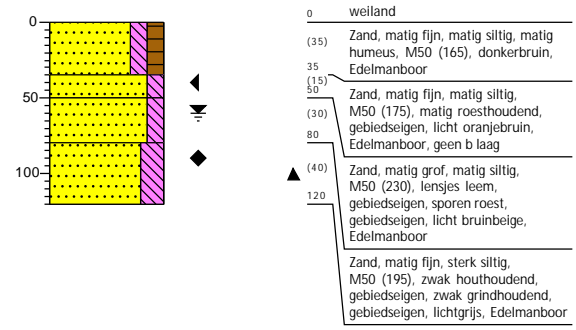 0
50
100
0
weiland
(35)
Zand, matig fijn, matig siltig, matig
humeus, M50 (165), donkerbruin,
Edelmanboor
35
(15)
Zand, matig fijn, matig siltig,
M50 (175), matig roesthoudend,
gebiedseigen, licht oranjebruin,
Edelmanboor, geen b laag
50
(30)
Zand, matig grof, matig siltig,
M50 (230), lensjes leem,
gebiedseigen, sporen roest,
gebiedseigen, licht bruinbeige,
Edelmanboor
80
(40)
Zand, matig fijn, sterk siltig,
M50 (195), zwak houthoudend,
gebiedseigen, zwak grindhoudend,
gebiedseigen, lichtgrijs, Edelmanboor
120